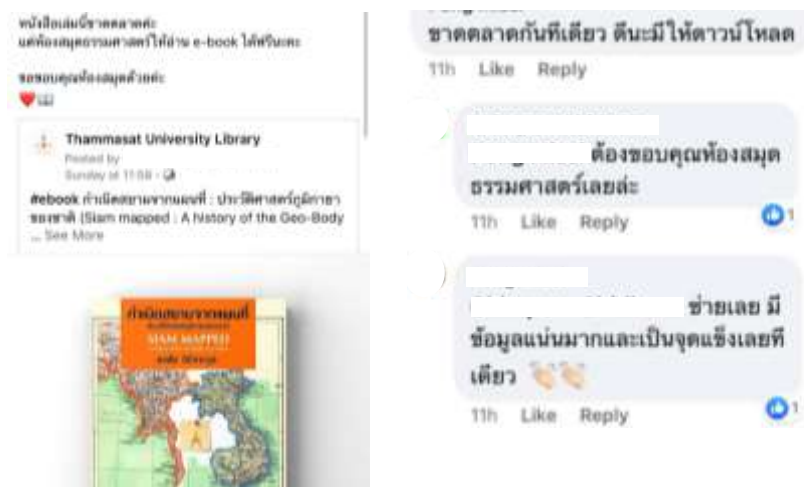 หนังสือเล่มนี้ขาดตลาดค่ะ
แต่ห้องสมุดธรรมศาสตร์ให้อ่าน e-book ได้ฟรีนะคะ
ขอขอบคุณห้องสมุดด้วยค่ะ
Thammasat University Library
Posted by
Sunday at 11:59
#ebook กำเนิดสยามจากแผนที่ : ประวัติศาสตร์ภูมิกายา
ของชาติ (Siam mapped : A history of the Geo-Body
... See More
กำเนิดสยามจากแผนที่
SIAM MAPPED
ขาดตลาดกันทีเดียว ดีนะมีให้ดาวน์โหลด
11h Like Reply
ต้องขอบคุณห้องสมุด
ธรรมศาสตร์เลยล่ะ
11h Like Reply
1
ช่ายเลย มี
ข้อมูลแน่นมากและเป็นจุดแข็งเลยที
เดียว
11h Like Reply
1